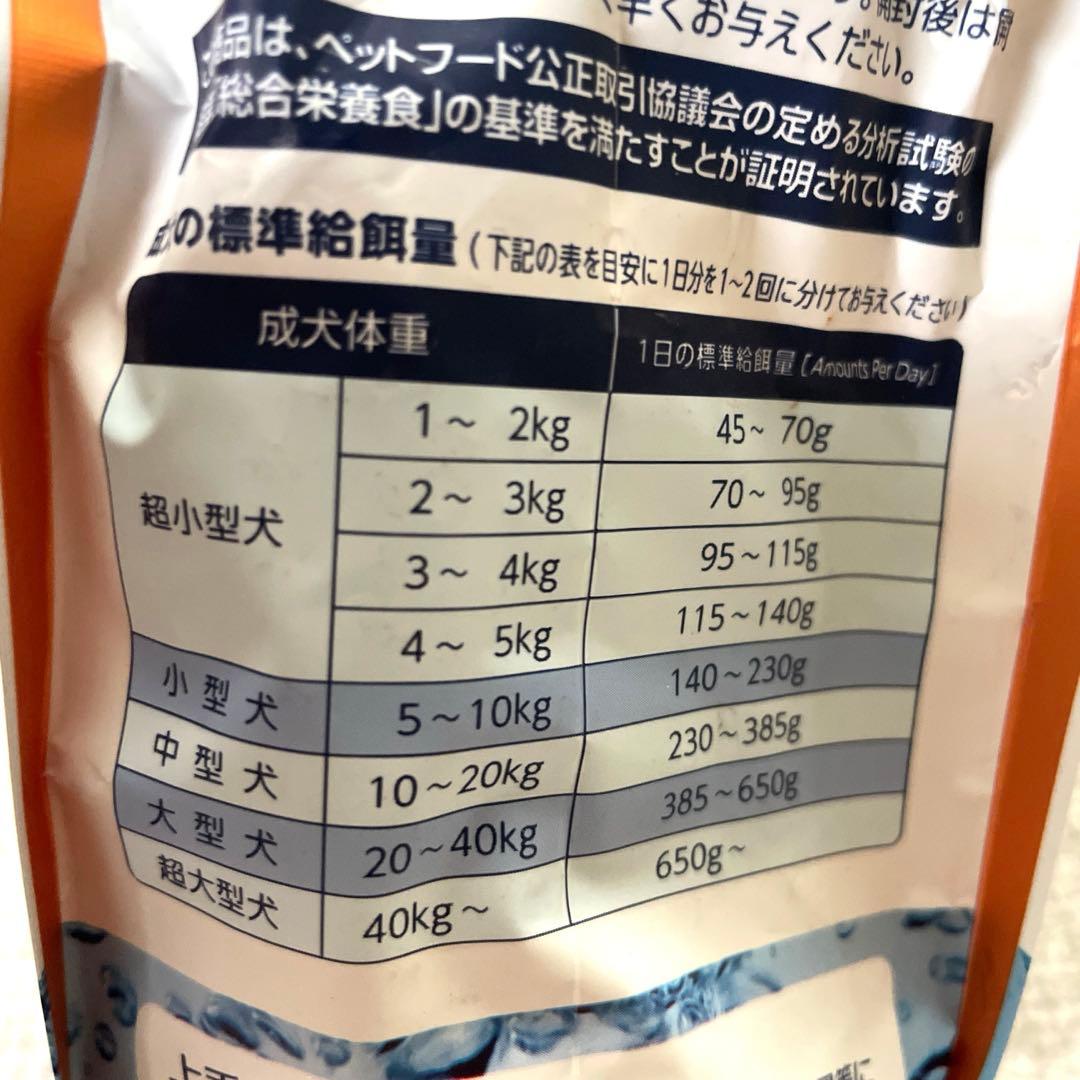 開封後は開
早くお与えください。
品は、ペットフード公正取引協議会の定める分析試験の
「総合栄養食」の基準を満たすことが証明されています。
成犬の標準給餌量(下記の表を目安に1日分を1~2回に分けてお与えください)
成犬体重 1日の標準給餌量[Amounts Per Day]
超小型犬 1~ 2kg 45~ 70g
2~ 3kg 70~ 95g
3~ 4kg 95~115g
4~ 5kg 115~140g
小型犬 5~10kg 140~230g
中型犬 10~20kg 230~385g
大型犬 20~40kg 385~650g
超大型犬 40kg~ 650g~